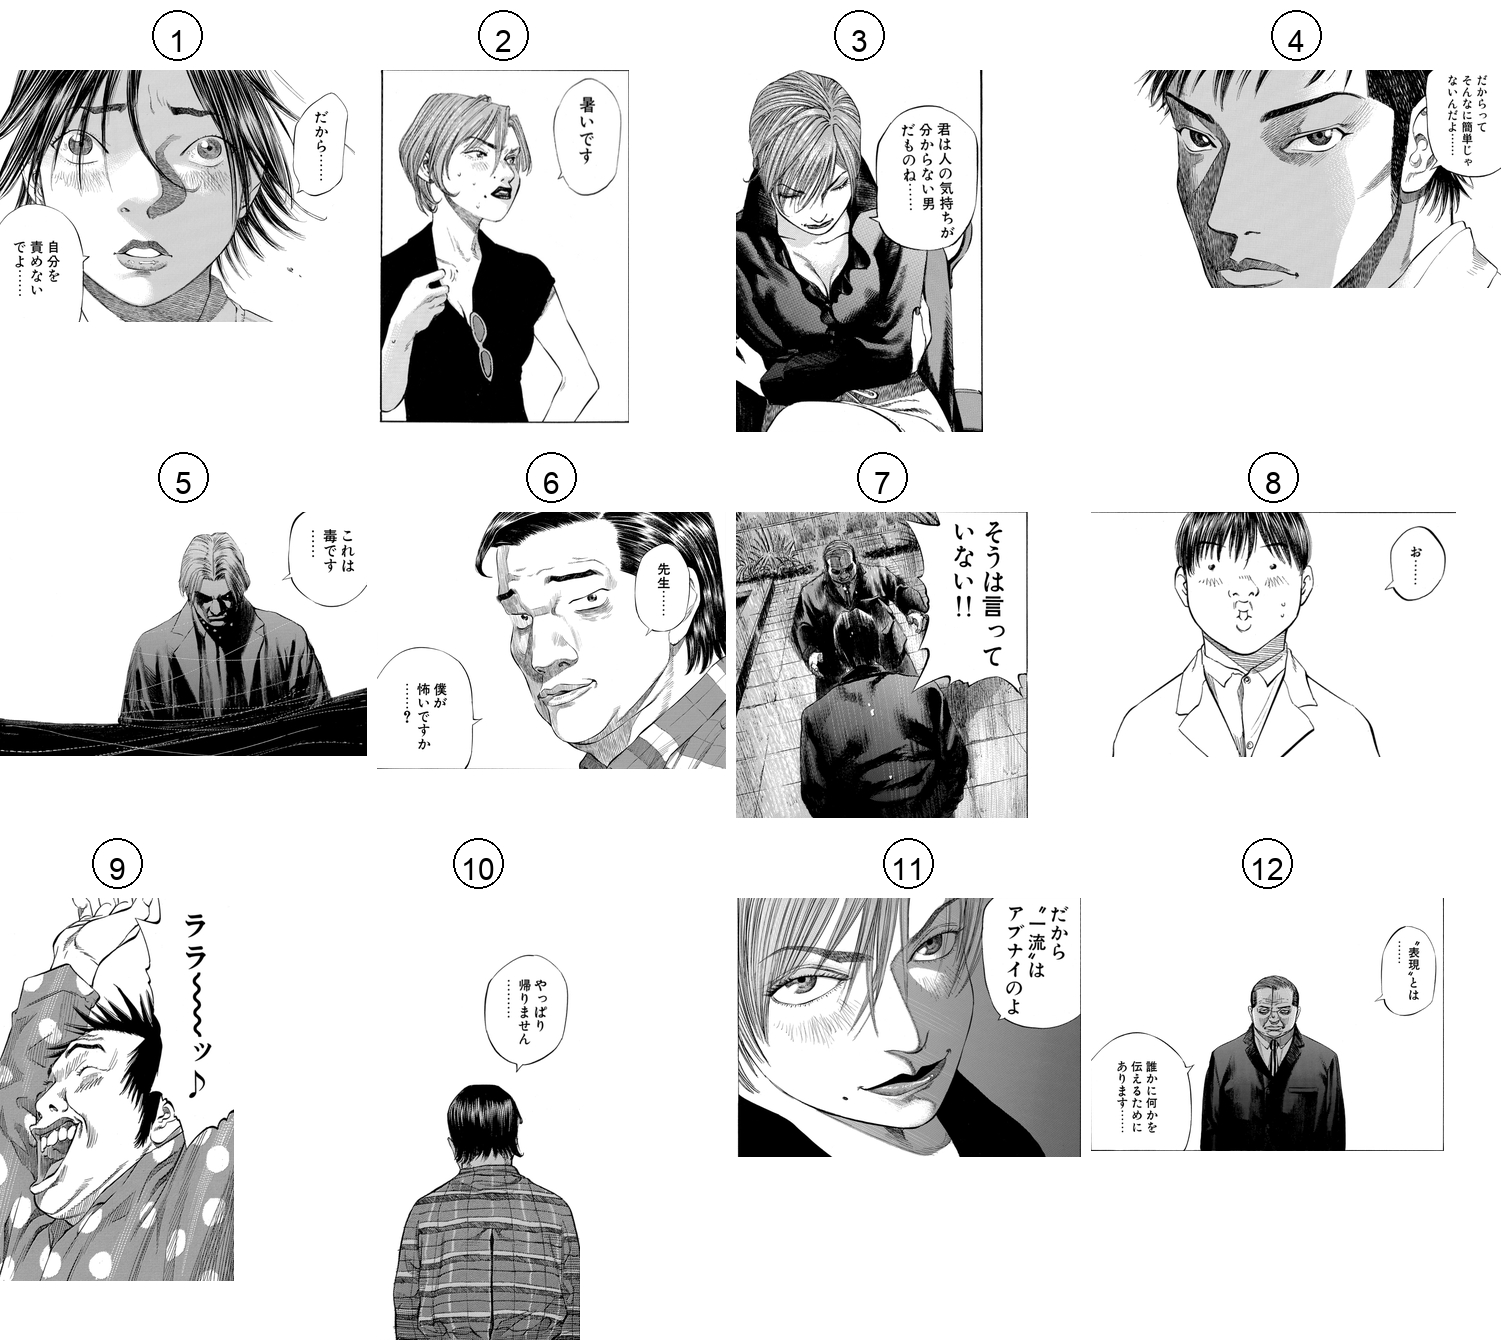 1
だから……
自分を
責めない
でよ……
2
暑いです
3
君は人の気持ちが
分からない男
だものね……
4
だからって
そんなに簡単じゃ
ないんだよ……
5
これは
毒です
……
6
先生……
僕が
怖いですか
……？
7
そうは言って
いない!!
8
お……
9
ララ〜〜〜ッ♪
10
やっぱり
帰りません
………
11
だから
〝一流〟は
アブナイのよ
12
〝表現〟とは
……
誰かに何かを
伝えるために
あります……